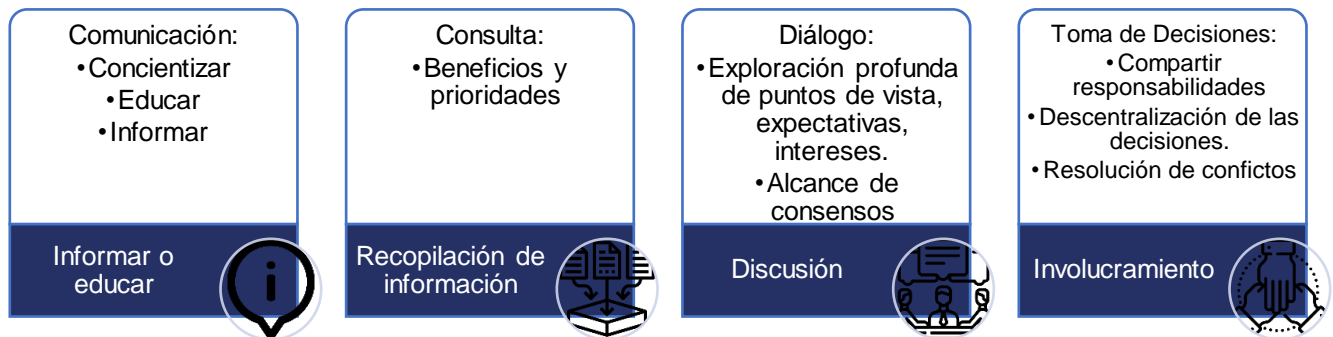 Comunicación:
•Concientizar
•Educar
•Informar
Informar o
educar
Consulta:
•Beneficios y
prioridades
Recopilación de
información
Diálogo:
•Exploración profunda
de puntos de vista,
expectativas,
intereses.
•Alcance de
consensos
Discusión
Toma de Decisiones:
•Compartir
responsabilidades
•Descentralización de las
decisiones.
•Resolución de confictos
Involucramiento